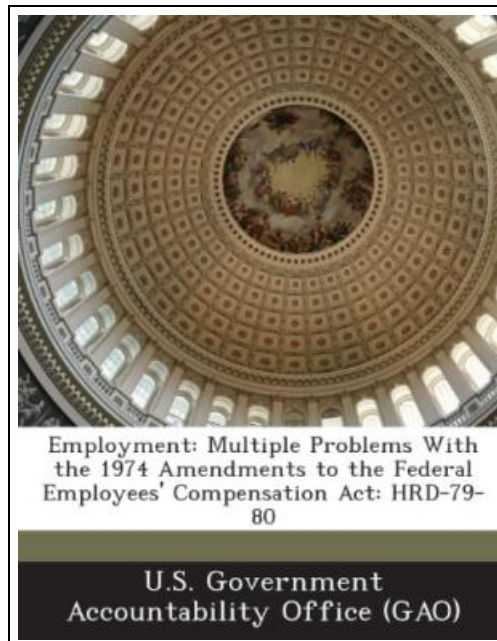 Employment: Multiple Problems With
the 1974 Amendments to the Federal
Employees' Compensation Act: HRD-79-
80
U.S. Government
Accountability Office (GAO)